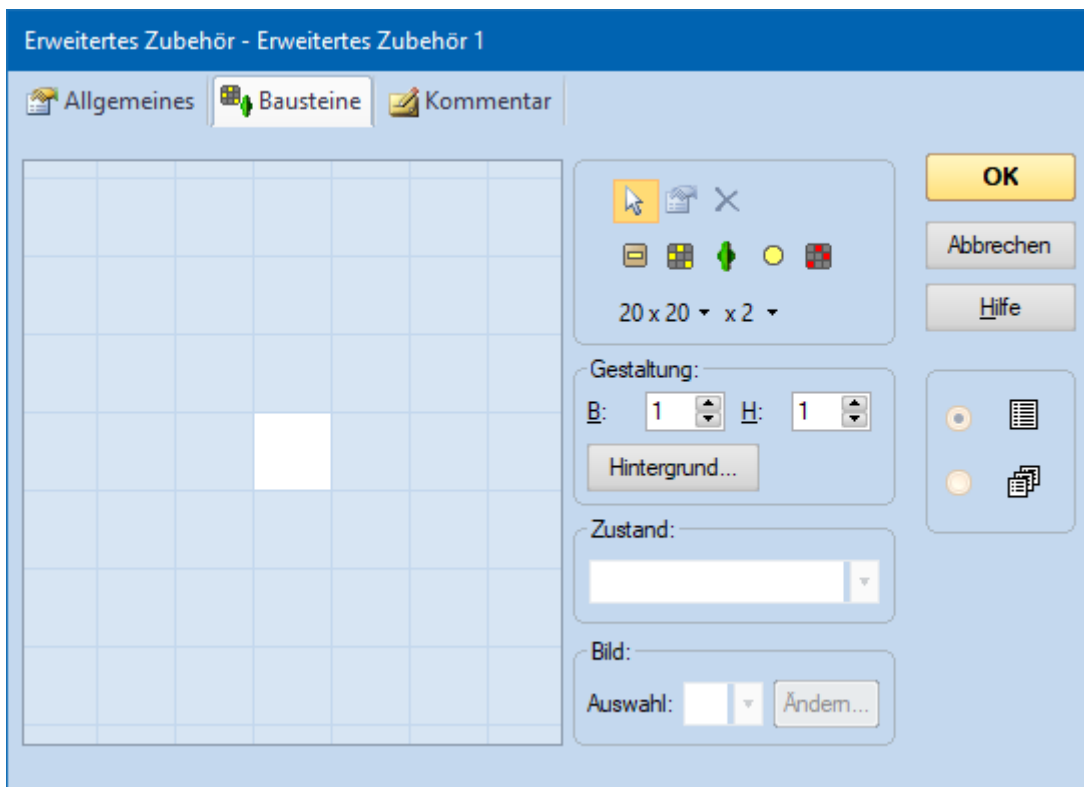 Erweitertes Zubehör - Erweitertes Zubehör 1
Allgemeines Bausteine Kommentar
OK
Abbrechen
Hilfe
20 x 20 x 2
Gestaltung:
B: 1 H: 1
Hintergrund...
Zustand:
Bild:
Auswahl: Ändern...